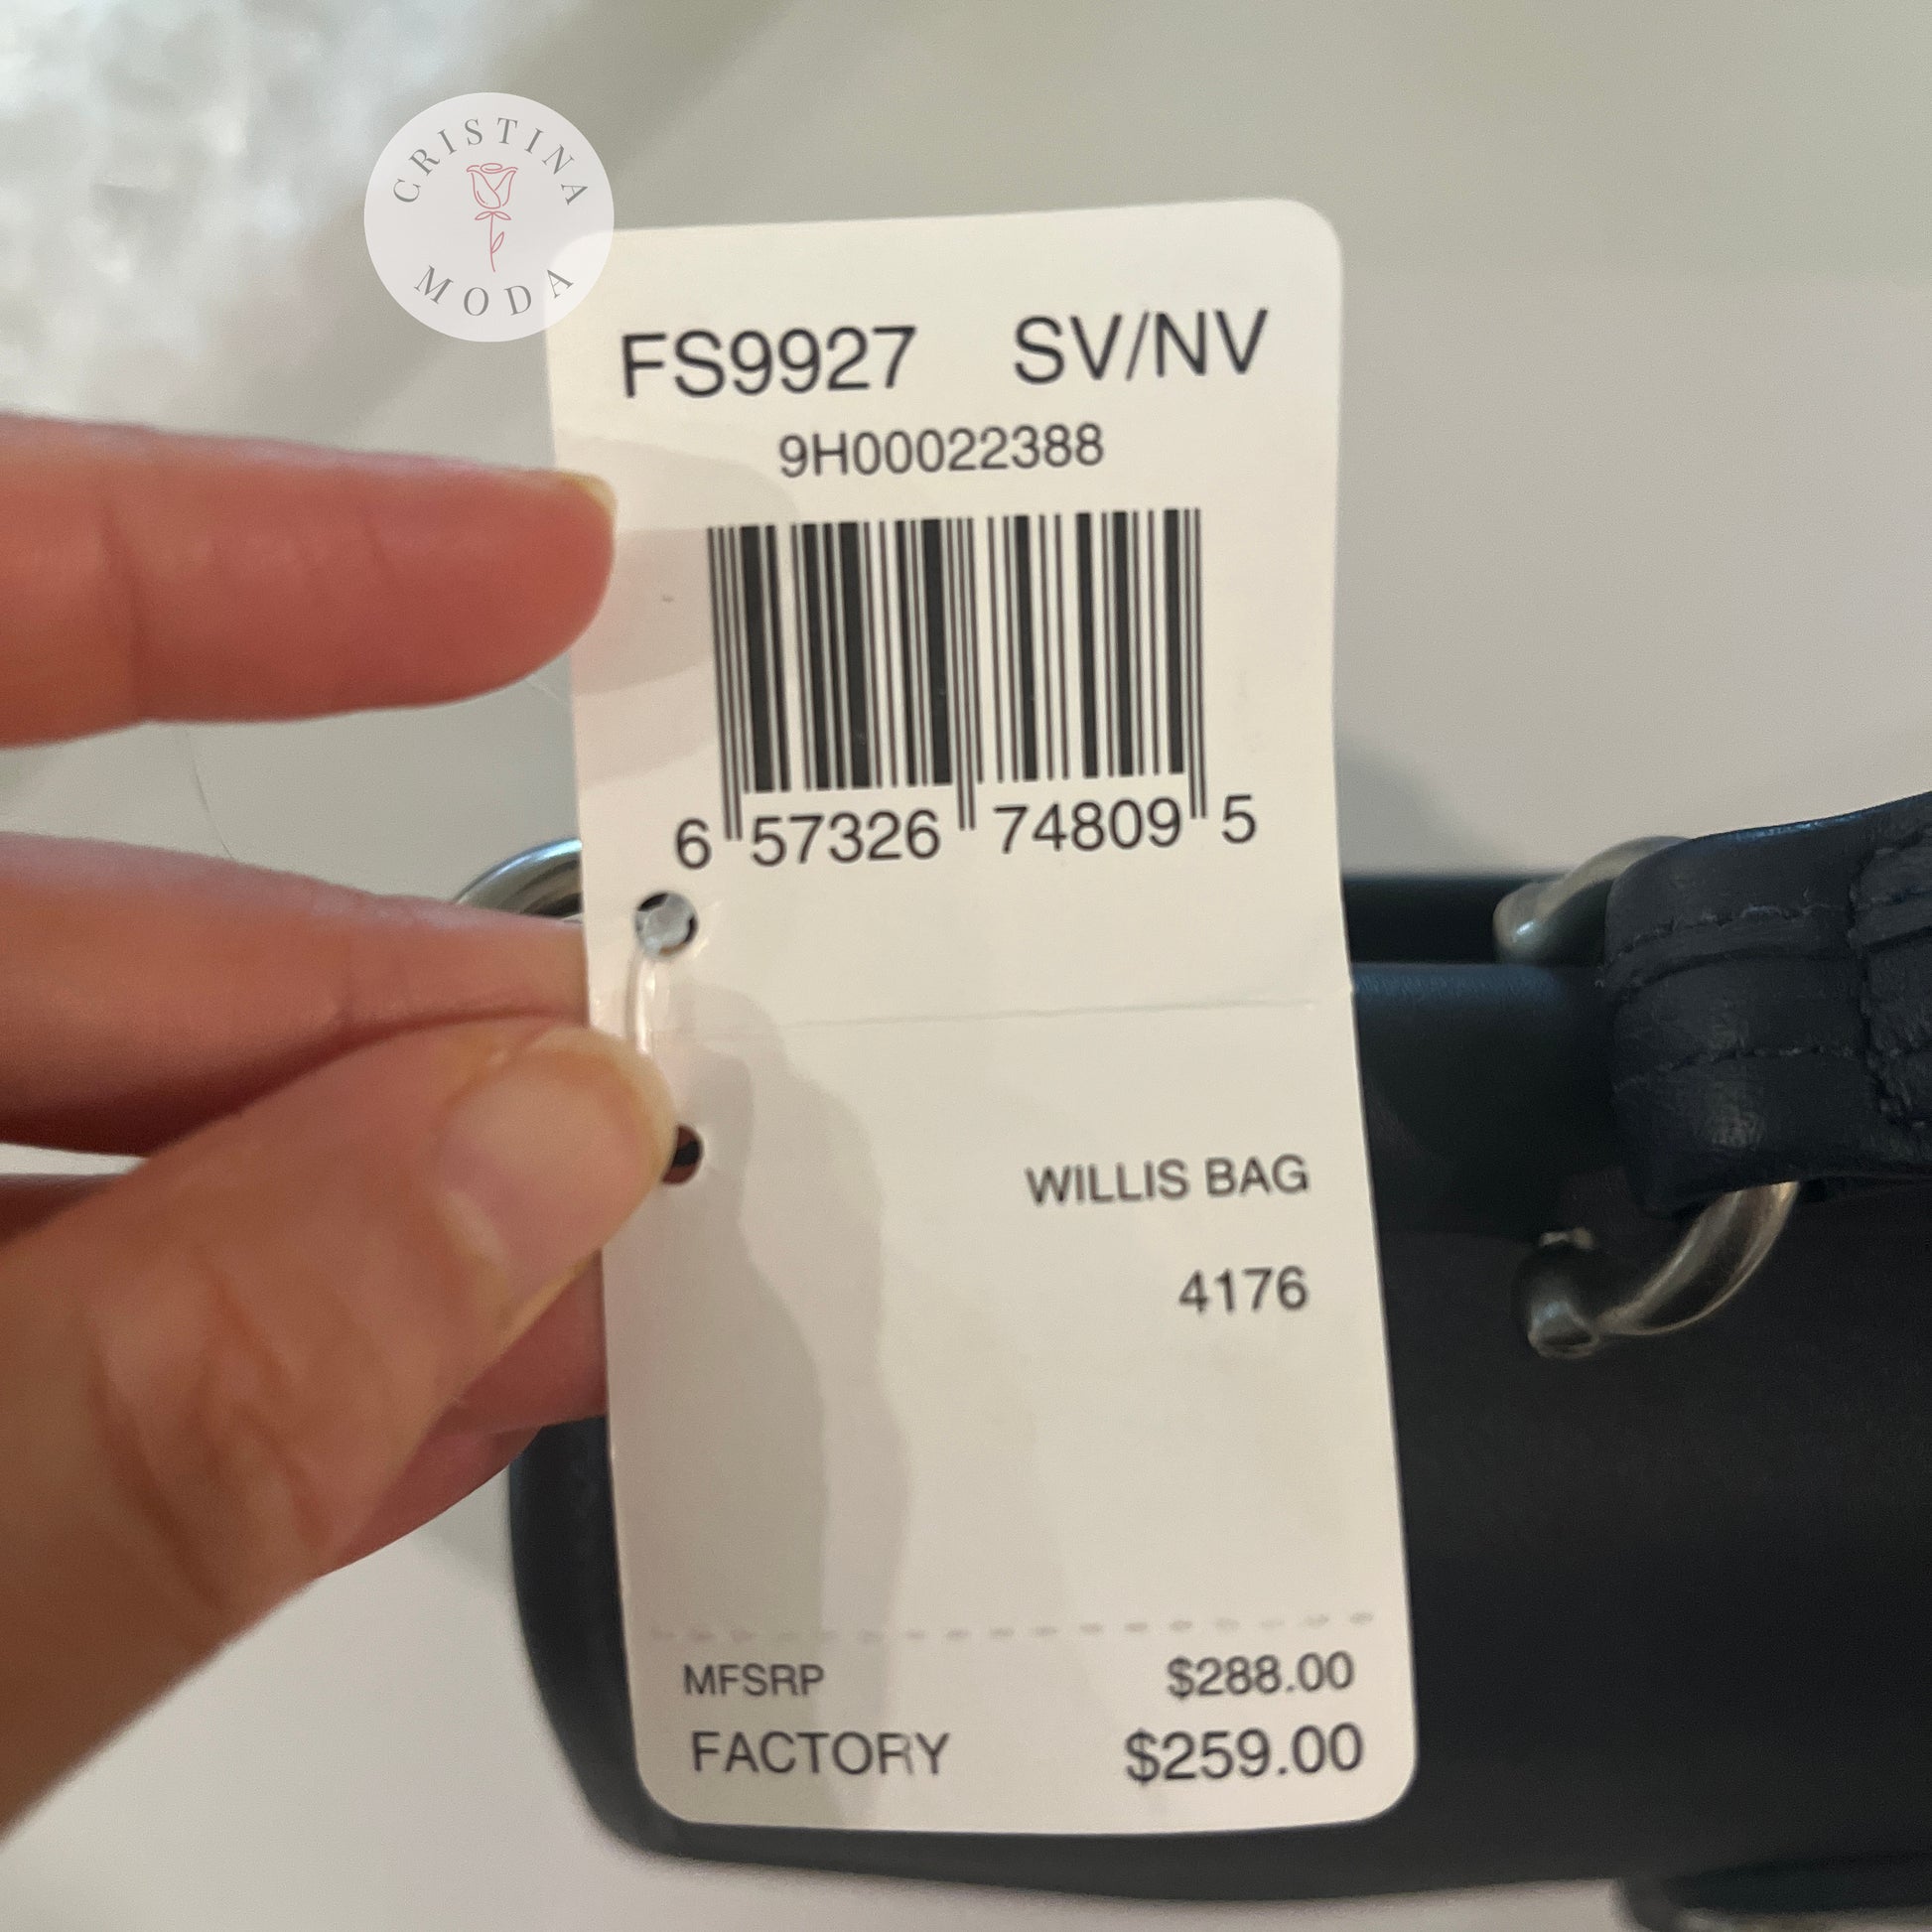 CRISTINA
MODA
FS9927 SV/NV
9H00022388
6 57326 74809 5
WILLIS BAG
4176
MFSRP $288.00
FACTORY $259.00